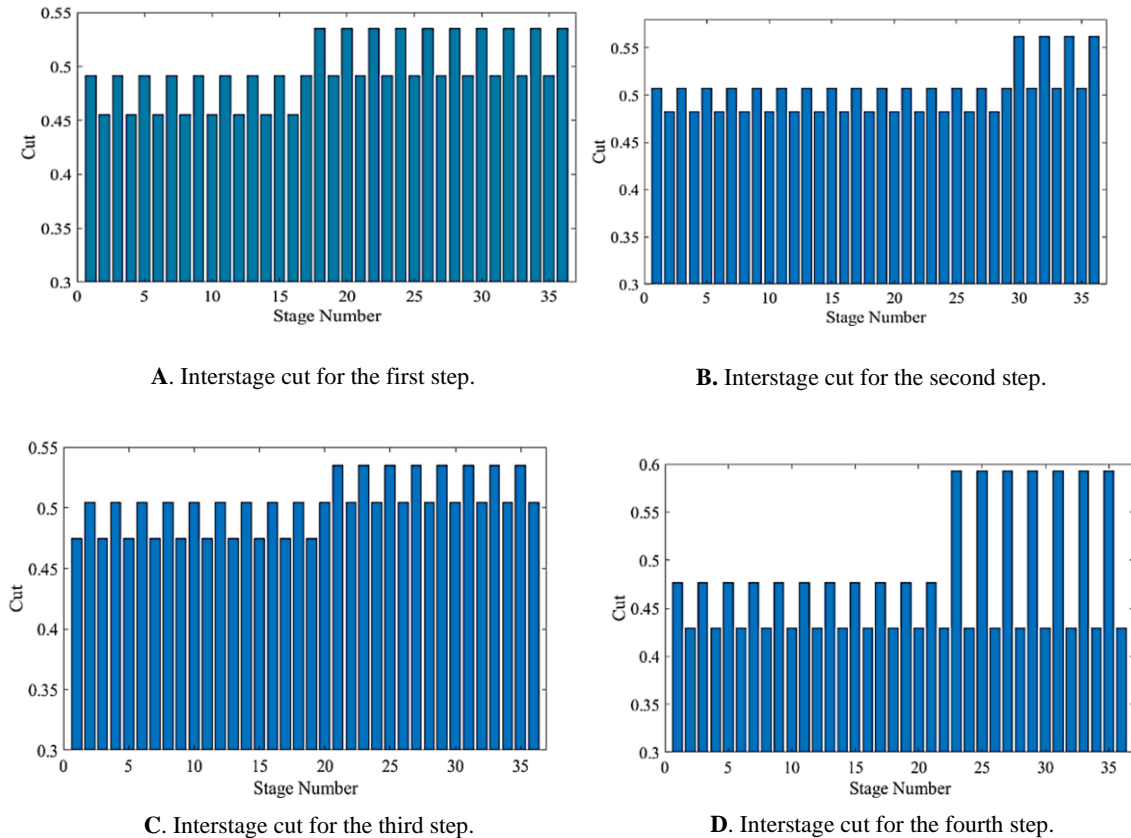 0.55
0.5
0.45
0.4
0.35
0.3
Cut
0 5 10 15 20 25 30 35
Stage Number
A. Interstage cut for the first step.
0.55
0.5
0.45
0.4
0.35
0.3
Cut
0 5 10 15 20 25 30 35
Stage Number
B. Interstage cut for the second step.
0.55
0.5
0.45
0.4
0.35
0.3
Cut
0 5 10 15 20 25 30 35
Stage Number
C. Interstage cut for the third step.
0.6
0.55
0.5
0.45
0.4
0.35
0.3
Cut
0 5 10 15 20 25 30 35
Stage Number
D. Interstage cut for the fourth step.